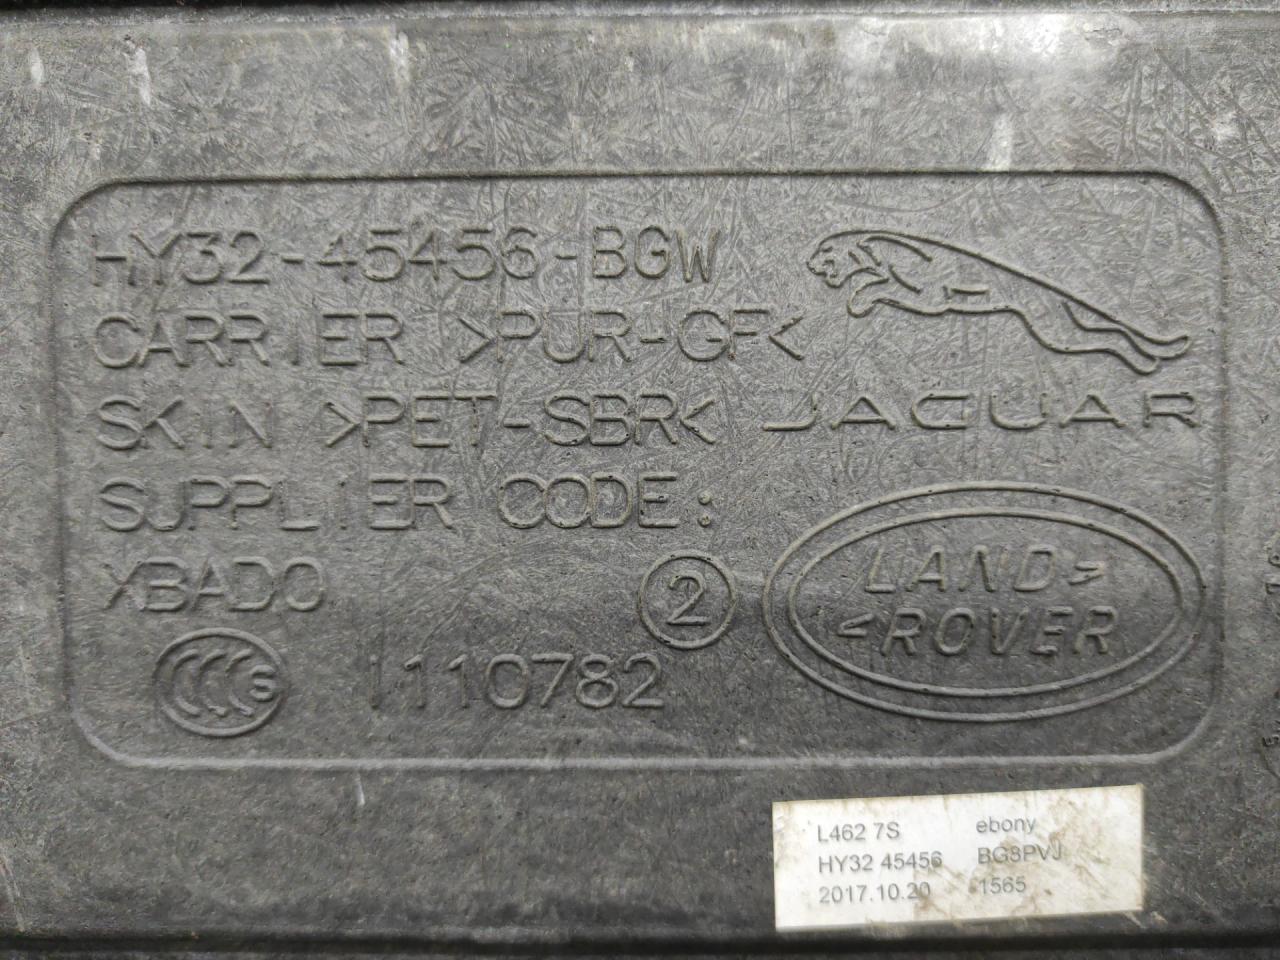 HY32-45456-BGW
CARRIER >PUR-GF<
SKIN >PET-SBR<
JAGUAR
SUPPLIER CODE:
XBADO
2
LAND
ROVER
CCC S
1110782
L462 7S ebony
HY32 45456 BG8PVJ
2017.10.20 1565